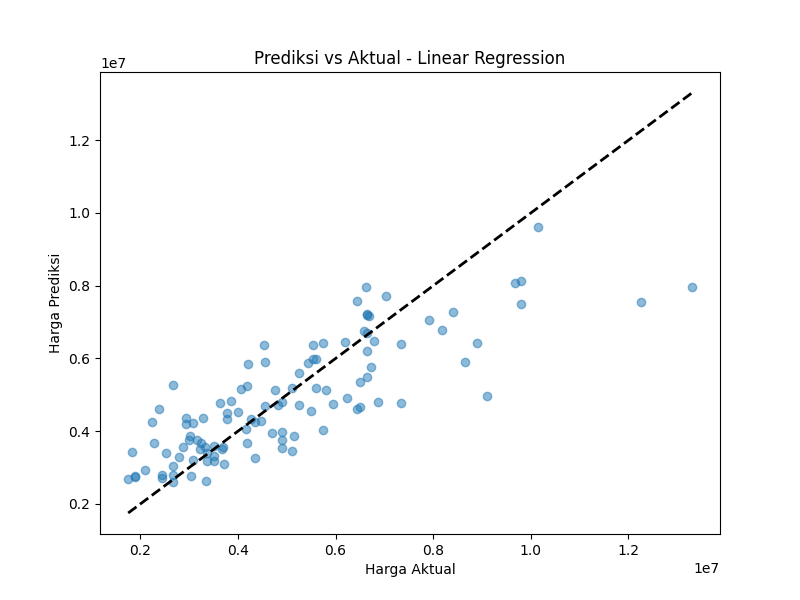 Prediksi vs Aktual - Linear Regression
1e7
1.2
1.0
0.8
0.6
0.4
0.2
Harga Prediksi
0.2 0.4 0.6 0.8 1.0 1.2
1e7
Harga Aktual